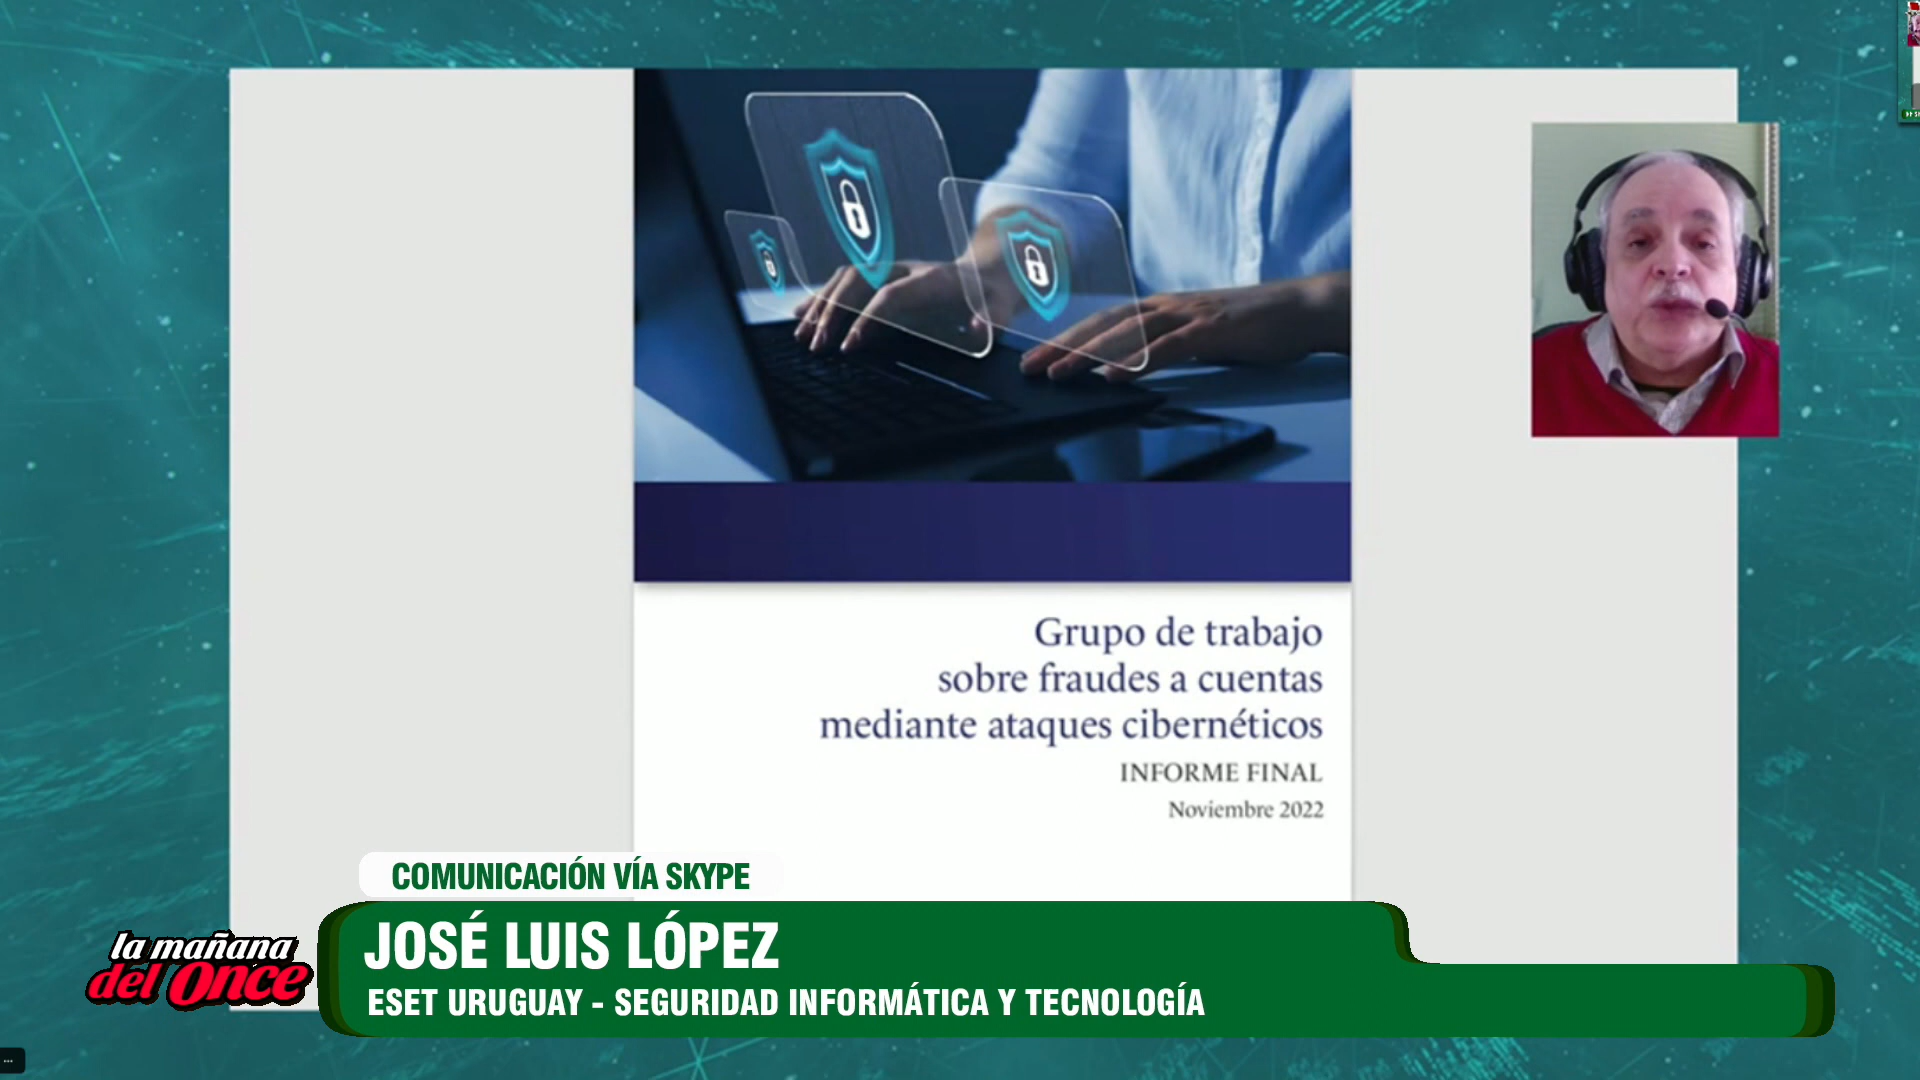 Grupo de trabajo
sobre fraudes a cuentas
mediante ataques cibernéticos
INFORME FINAL
Noviembre 2022
COMUNICACIÓN VÍA SKYPE
JOSÉ LUIS LÓPEZ
ESET URUGUAY - SEGURIDAD INFORMÁTICA Y TECNOLOGÍA
la mañana
del Once